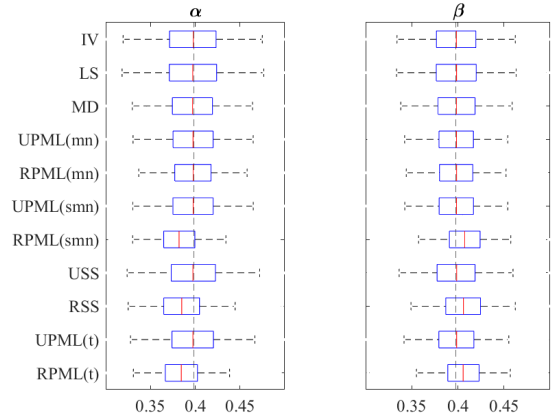 α β
IV
LS
MD
UPML(mn)
RPML(mn)
UPML(smn)
RPML(smn)
USS
RSS
UPML(t)
RPML(t)
0.35 0.4 0.45 0.35 0.4 0.45